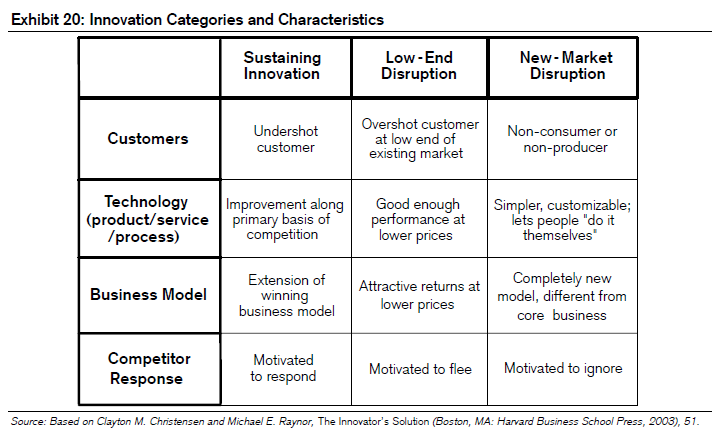 Exhibit 20: Innovation Categories and Characteristics
Sustaining
Innovation
Low-End
Disruption
New-Market
Disruption
Customers
Undershot
customer
Overshot customer
at low end of
existing market
Non-consumer or
non-producer
Technology
(product/service
/process)
Improvement along
primary basis of
competition
Good enough
performance at
lower prices
Simpler, customizable;
lets people "do it
themselves"
Business Model
Extension of
winning
business model
Attractive returns at
lower prices
Completely new
model, different from
core business
Competitor
Response
Motivated
to respond
Motivated to flee
Motivated to ignore
Source: Based on Clayton M. Christensen and Michael E. Raynor, The Innovator's Solution (Boston, MA: Harvard Business School Press, 2003), 51.